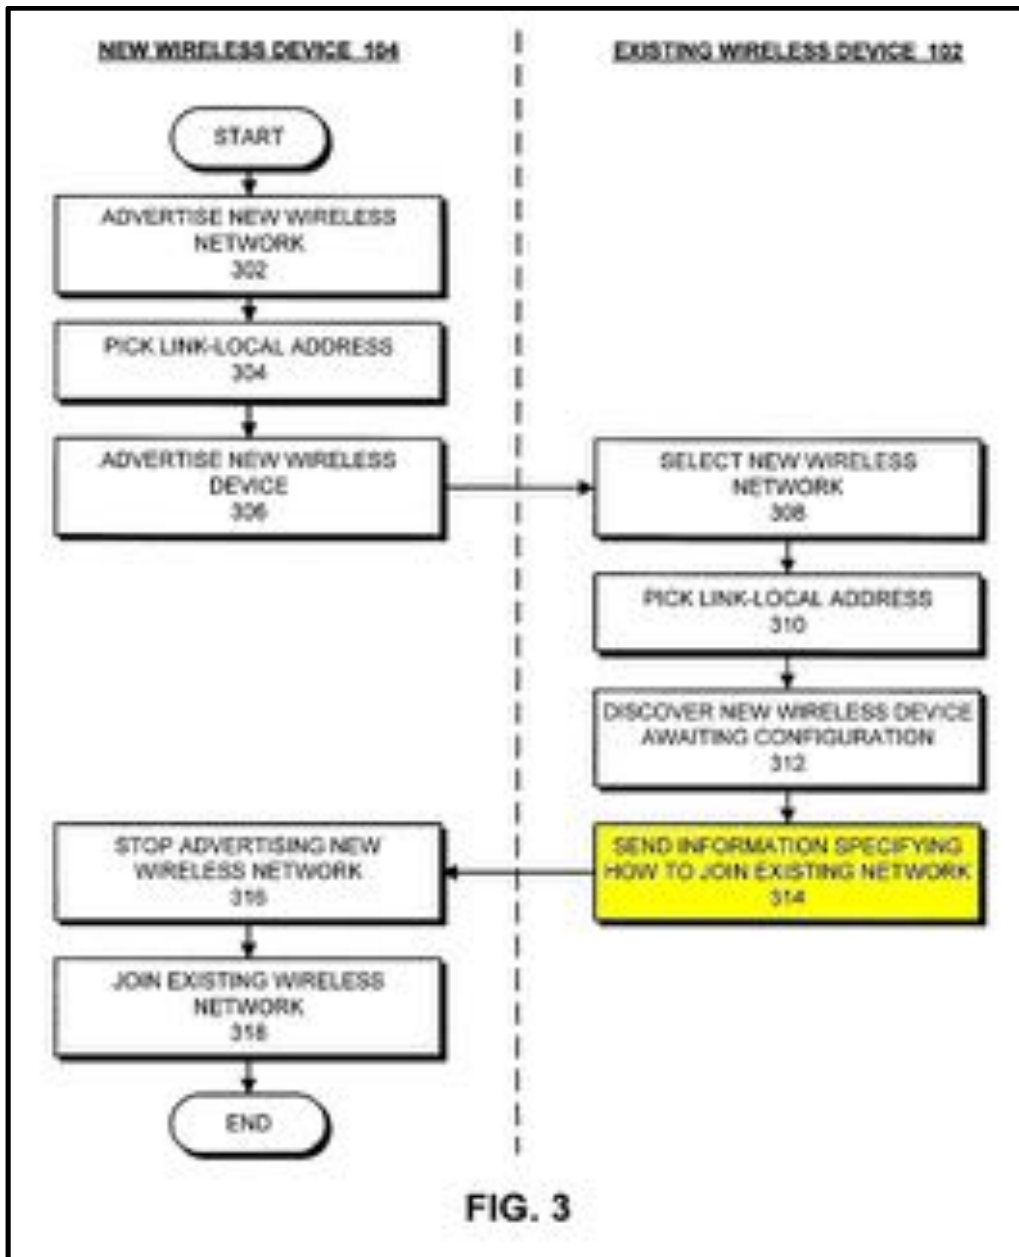 NEW WIRELESS DEVICE 104
EXISTING WIRELESS DEVICE 102
START
ADVERTISE NEW WIRELESS
NETWORK
302
PICK LINK-LOCAL ADDRESS
304
ADVERTISE NEW WIRELESS
DEVICE
306
SELECT NEW WIRELESS
NETWORK
308
PICK LINK-LOCAL ADDRESS
310
DISCOVER NEW WIRELESS DEVICE
AWAITING CONFIGURATION
312
SEND INFORMATION SPECIFYING
HOW TO JOIN EXISTING NETWORK
314
STOP ADVERTISING NEW
WIRELESS NETWORK
316
JOIN EXISTING WIRELESS
NETWORK
318
END
FIG. 3